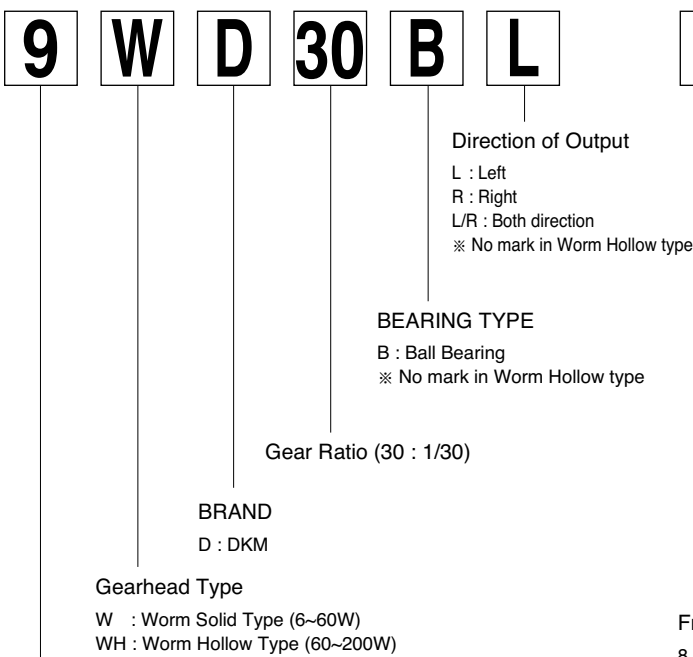 9 W D 30 B L
Direction of Output
L : Left
R : Right
L/R : Both direction
※ No mark in Worm Hollow type
BEARING TYPE
B : Ball Bearing
※ No mark in Worm Hollow type
Gear Ratio (30 : 1/30)
BRAND
D : DKM
Gearhead Type
W : Worm Solid Type (6~60W)
WH : Worm Hollow Type (60~200W)